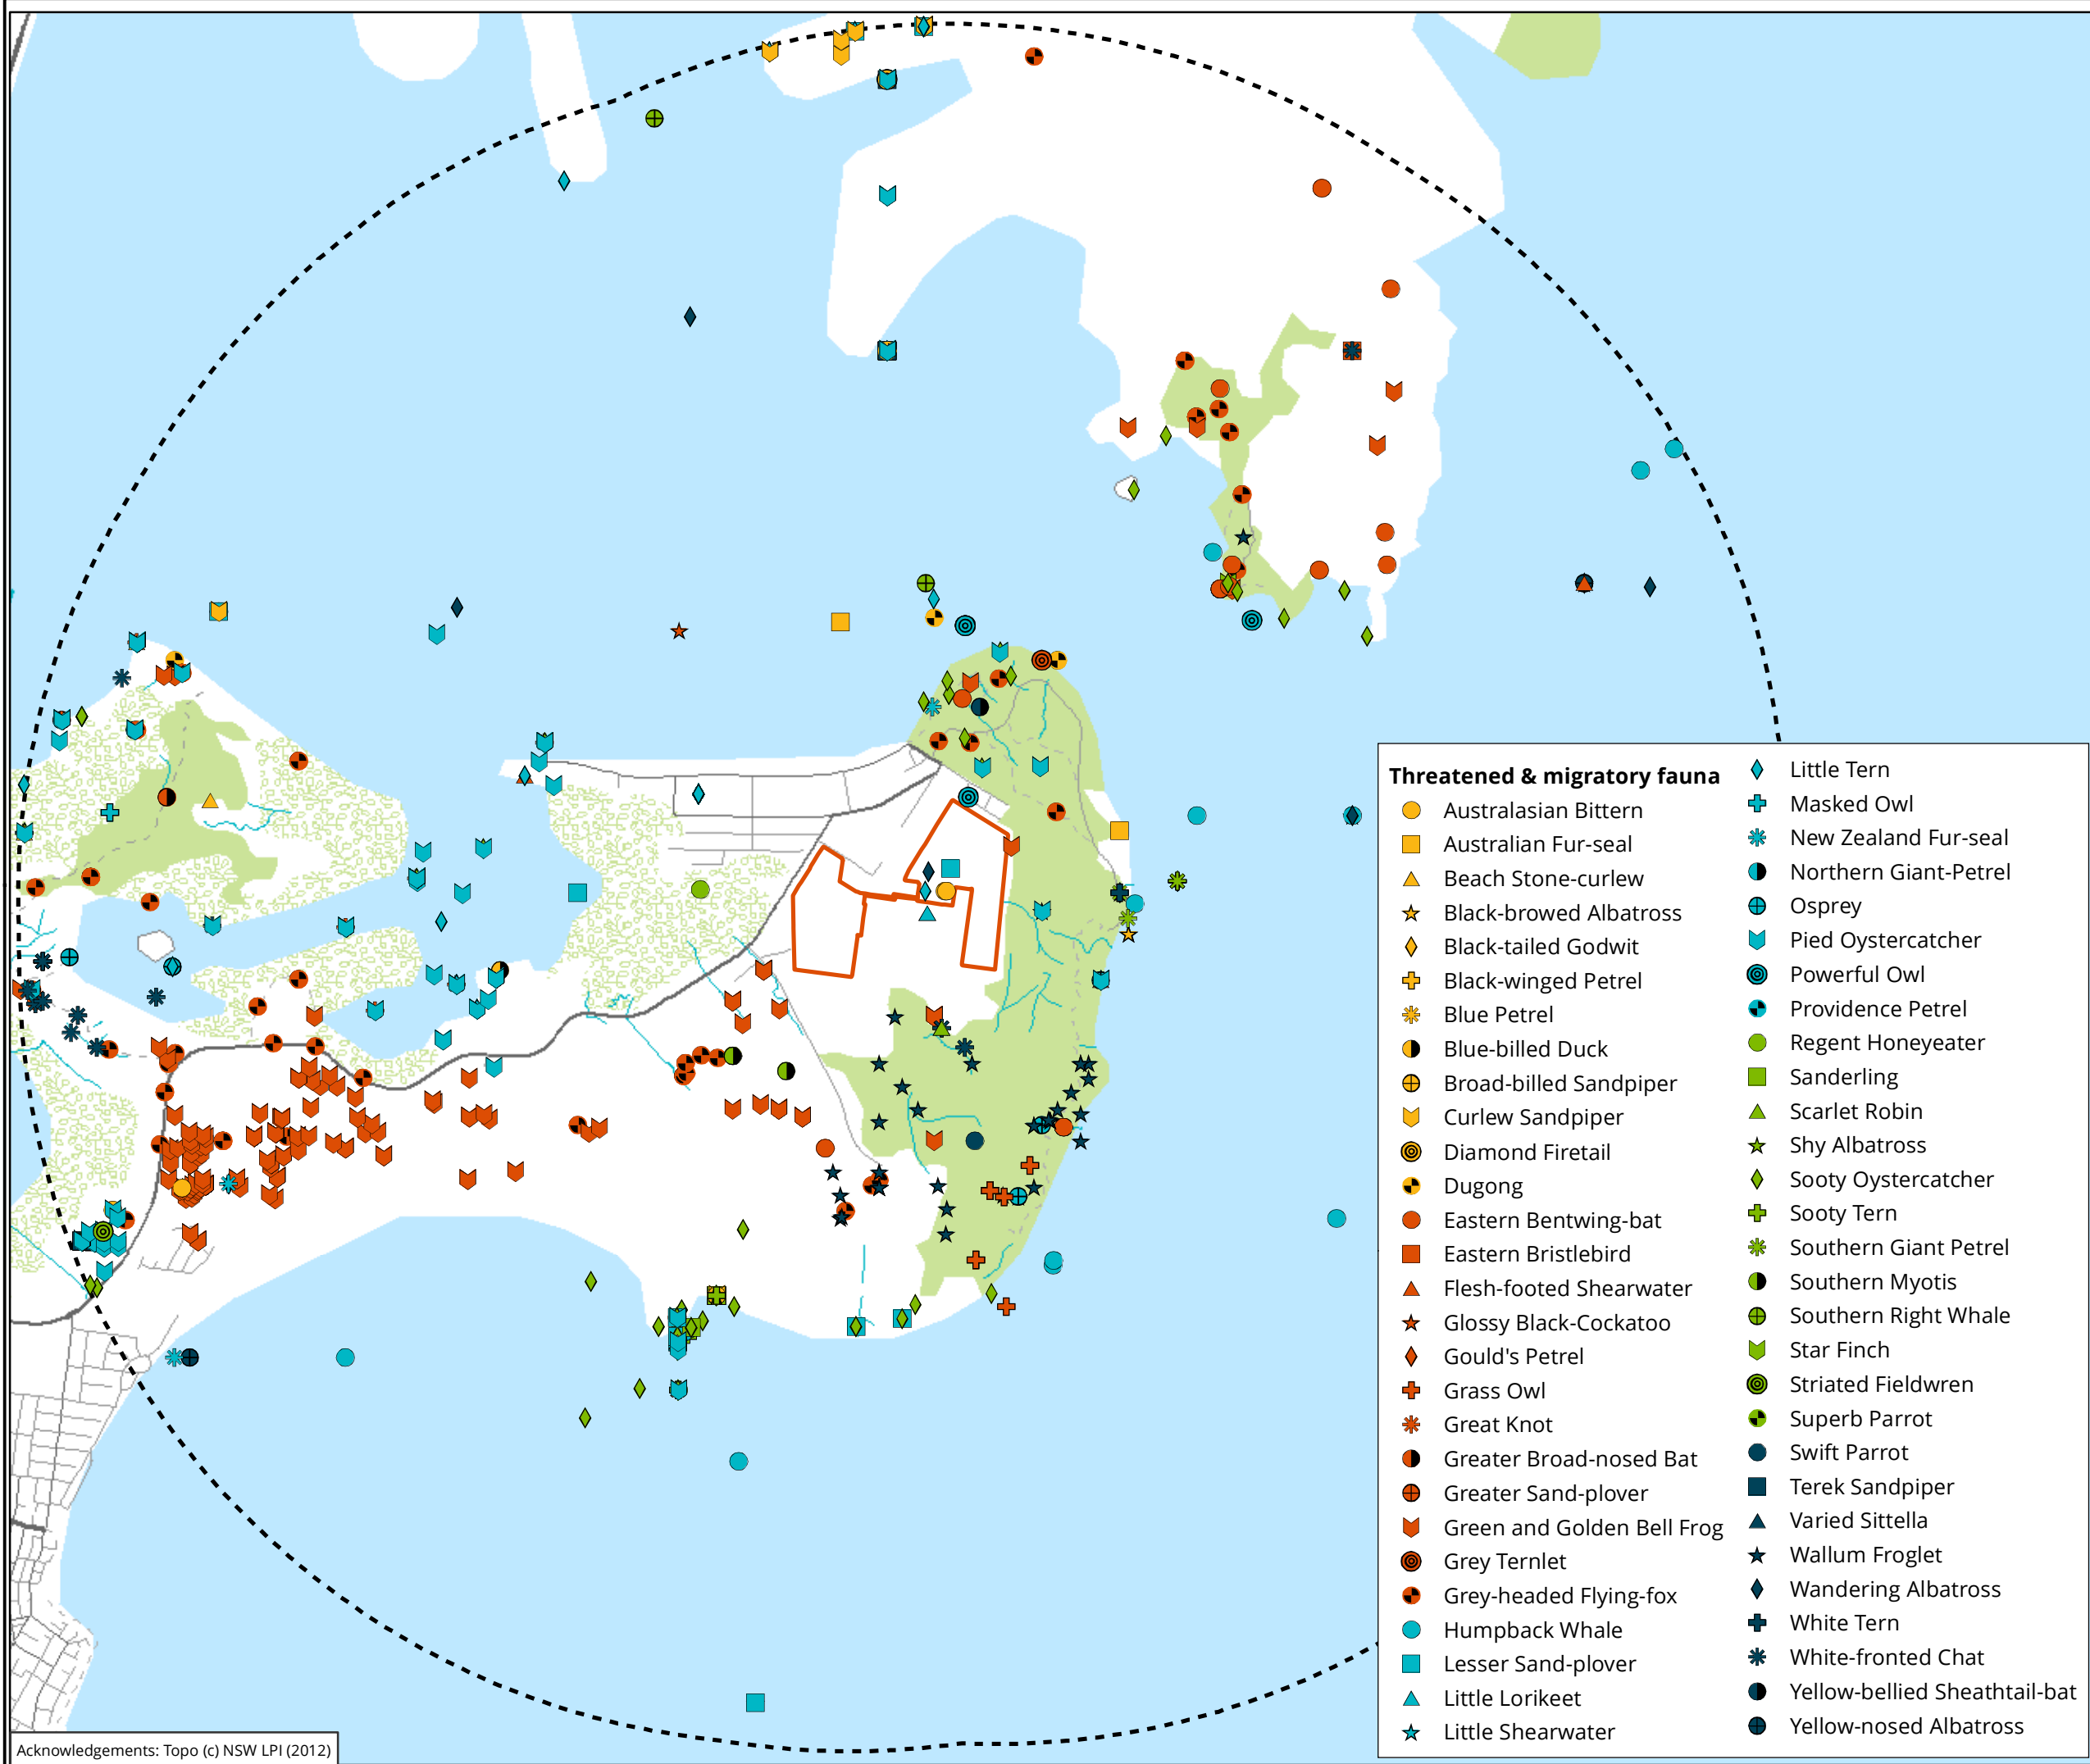 Threatened & migratory fauna
Australasian Bittern
Australian Fur-seal
Beach Stone-curlew
Black-browed Albatross
Black-tailed Godwit
Black-winged Petrel
Blue Petrel
Blue-billed Duck
Broad-billed Sandpiper
Curlew Sandpiper
Diamond Firetail
Dugong
Eastern Bentwing-bat
Eastern Bristlebird
Flesh-footed Shearwater
Glossy Black-Cockatoo
Gould's Petrel
Grass Owl
Great Knot
Greater Broad-nosed Bat
Greater Sand-plover
Green and Golden Bell Frog
Grey Ternlet
Grey-headed Flying-fox
Humpback Whale
Lesser Sand-plover
Little Lorikeet
Little Shearwater
Little Tern
Masked Owl
New Zealand Fur-seal
Northern Giant-Petrel
Osprey
Pied Oystercatcher
Powerful Owl
Providence Petrel
Regent Honeyeater
Sanderling
Scarlet Robin
Shy Albatross
Sooty Oystercatcher
Sooty Tern
Southern Giant Petrel
Southern Myotis
Southern Right Whale
Star Finch
Striated Fieldwren
Superb Parrot
Swift Parrot
Terek Sandpiper
Varied Sittella
Wallum Froglet
Wandering Albatross
White Tern
White-fronted Chat
Yellow-bellied Sheathtail-bat
Yellow-nosed Albatross
Acknowledgements: Topo (c) NSW LPI (2012)